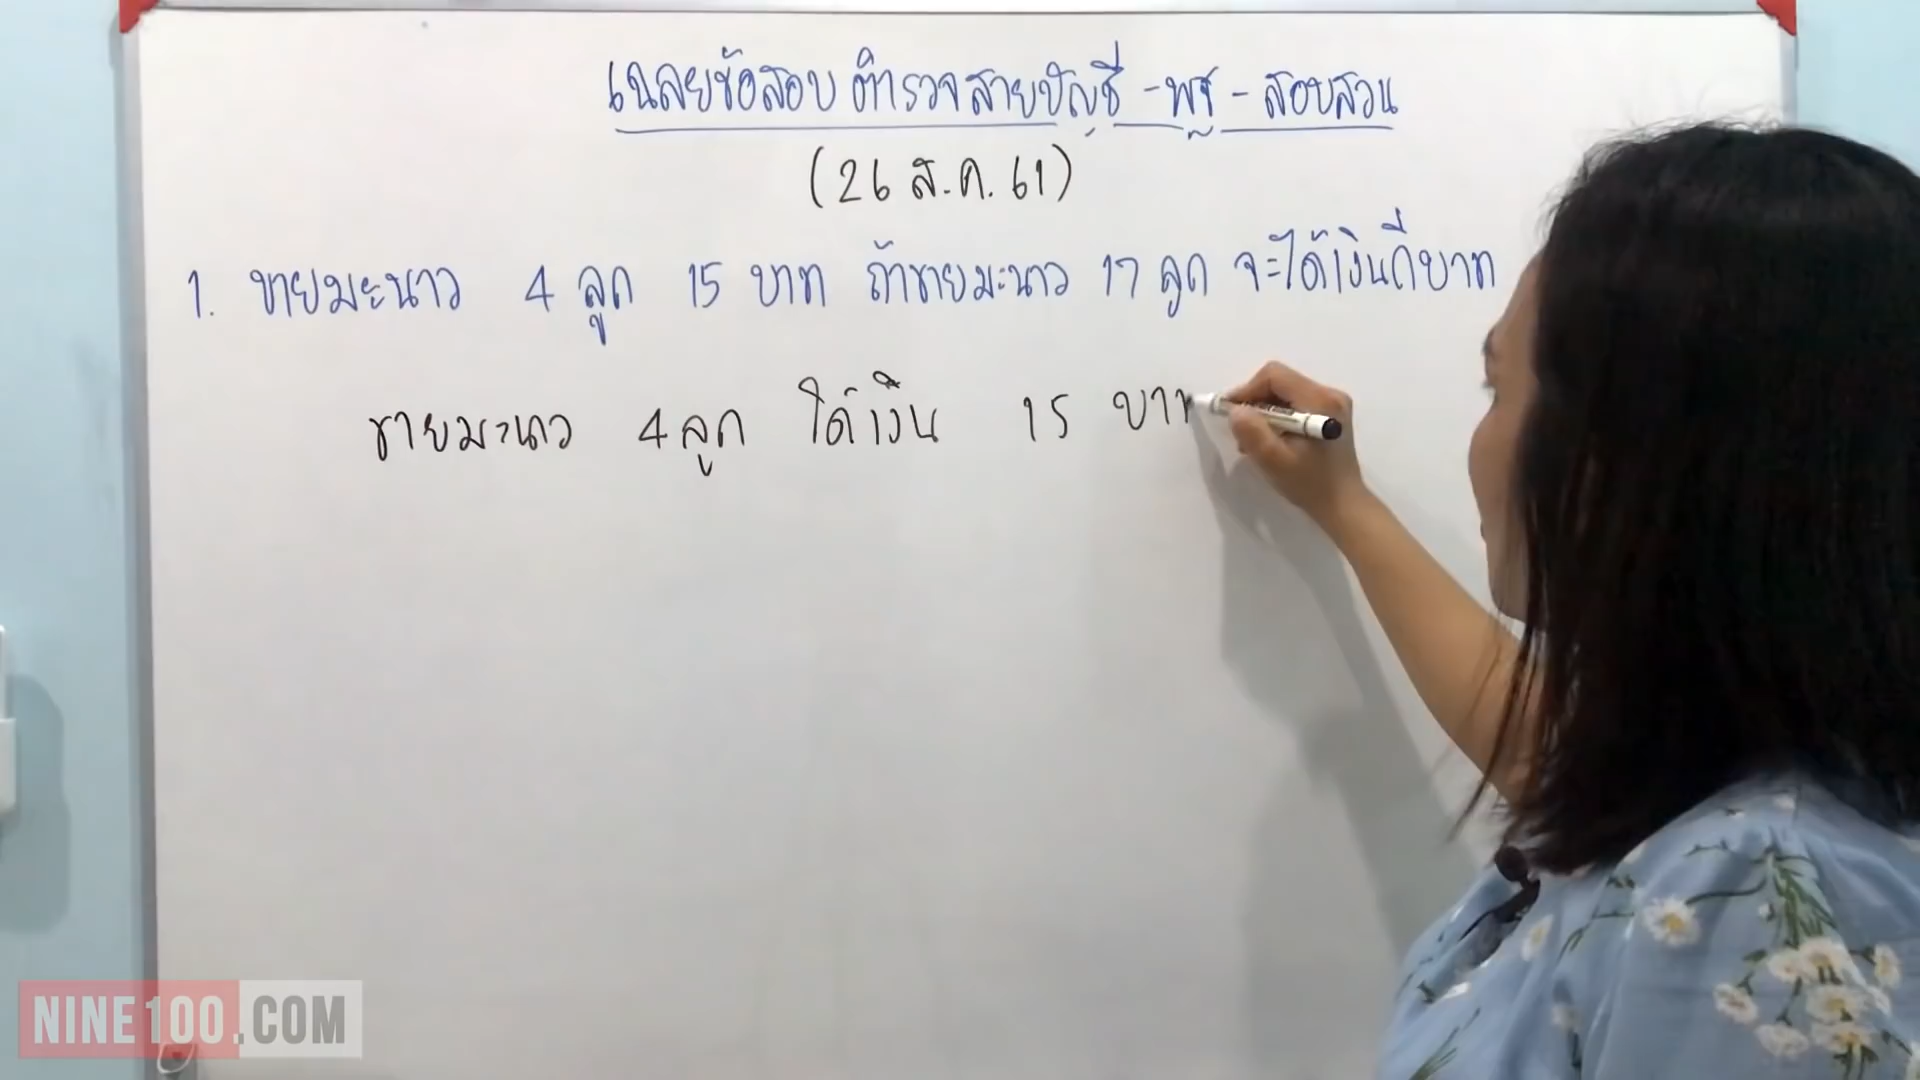 เฉลยข้อสอบ ตำรวจสายบัญชี - พฐ - สอบสวน
(26 ส.ค. 61)
1. ขายมะนาว 4 ลูก 15 บาท ถ้าขายมะนาว 17 ลูก จะได้เงินกี่บาท
ขายมะนาว 4 ลูก ได้เงิน 15 บาท
NINE100.COM